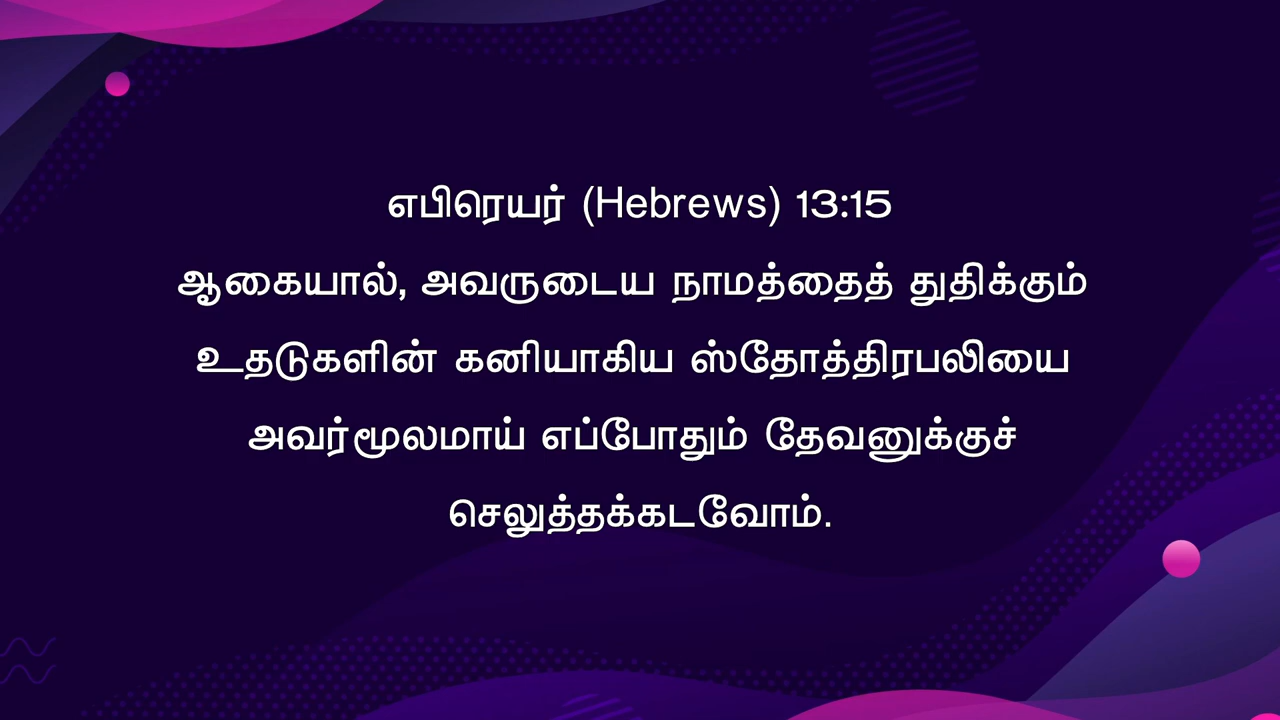 எபிரெயர் (Hebrews) 13:15
ஆகையால், அவருடைய நாமத்தைத் துதிக்கும்
உதடுகளின் கனியாகிய ஸ்தோத்திரபலியை
அவர்மூலமாய் எப்போதும் தேவனுக்குச்
செலுத்தக்கடவோம்.